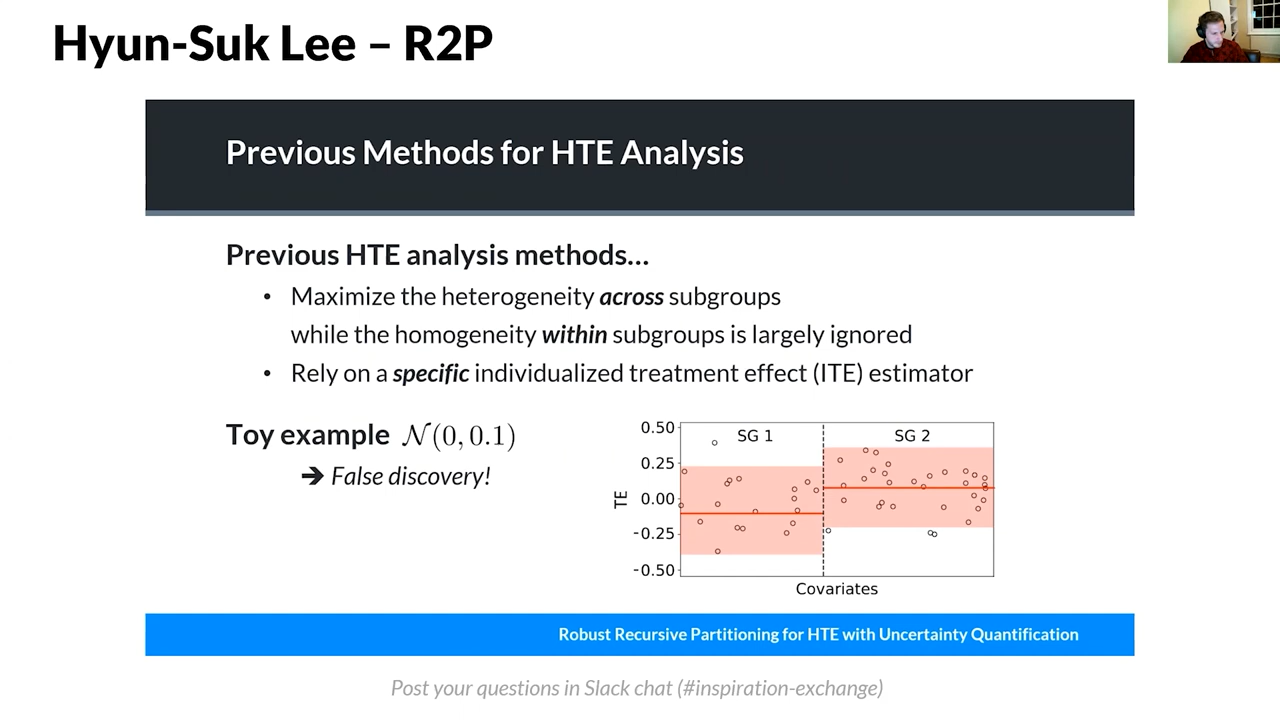 Hyun-Suk Lee – R2P
Previous Methods for HTE Analysis
Previous HTE analysis methods...
• Maximize the heterogeneity across subgroups
while the homogeneity within subgroups is largely ignored
• Rely on a specific individualized treatment effect (ITE) estimator
Toy example 𝒩(0, 0.1)
➔ False discovery!
SG 1 SG 2
0.50
0.25
0.00
-0.25
-0.50
TE
Covariates
Robust Recursive Partitioning for HTE with Uncertainty Quantification
Post your questions in Slack chat (#inspiration-exchange)